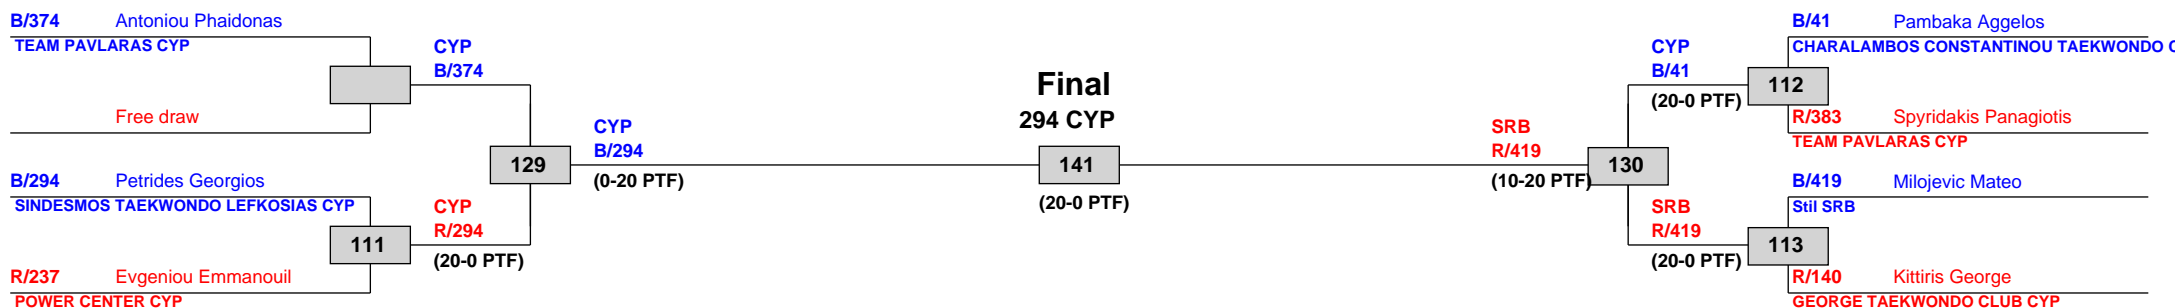 B/374 Antoniou Phaidonas
TEAM PAVLARAS CYP
Free draw
CYP
B/374
B/294 Petrides Georgios
SINDESMOS TAEKWONDO LEFKOSIAS CYP
111
R/237 Evgeniou Emmanouil
POWER CENTER CYP
CYP
R/294
(20-0 PTF)
129
CYP
B/294
(0-20 PTF)
Final
294 CYP
141
(20-0 PTF)
SRB
R/419
(10-20 PTF)
130
CYP
B/41
(20-0 PTF)
112
B/41 Pambaka Aggelos
CHARALAMBOS CONSTANTINOU TAEKWONDO
R/383 Spyridakis Panagiotis
TEAM PAVLARAS CYP
SRB
R/419
(20-0 PTF)
113
B/419 Milojevic Mateo
Stil SRB
R/140 Kittiris George
GEORGE TAEKWONDO CLUB CYP